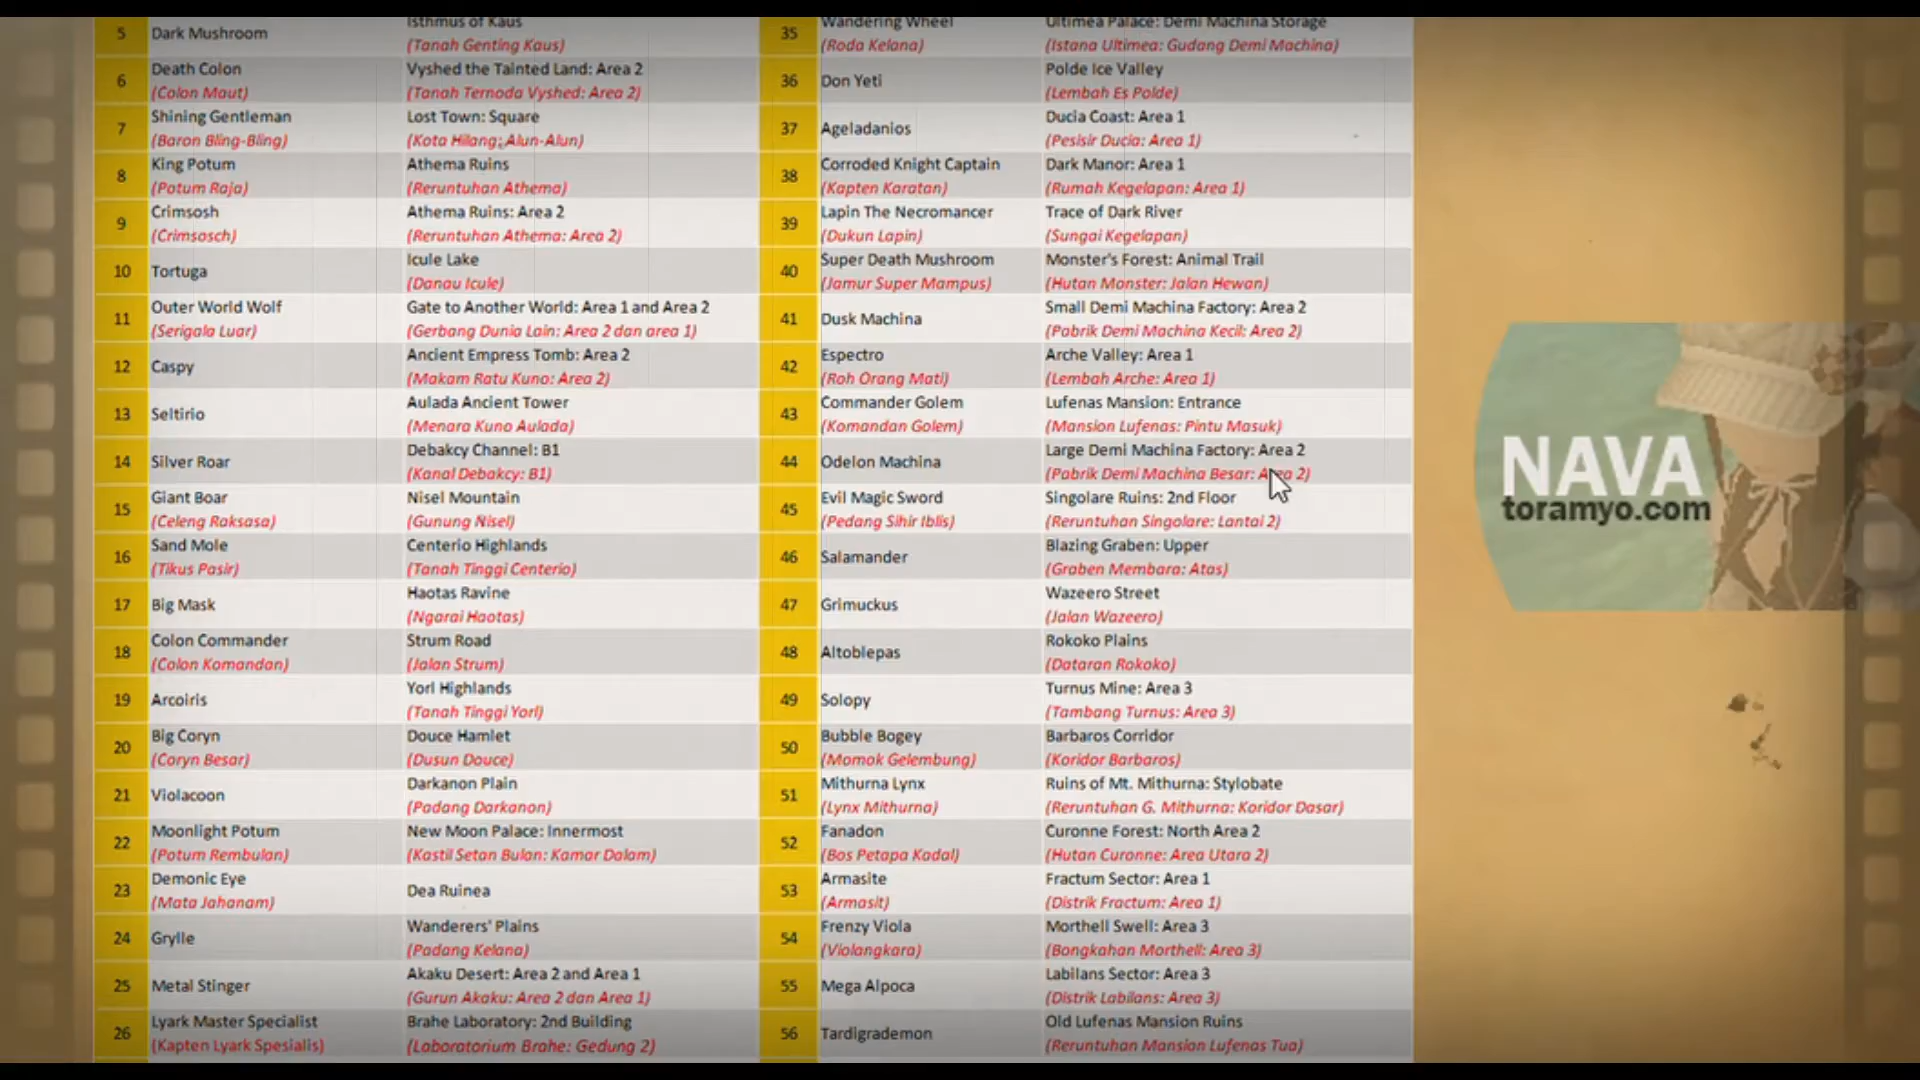 5 Dark Mushroom Isthmus of Kaus
(Tanah Genting Kaus)
6 Death Colon Vyshed the Tainted Land: Area 2
(Colon Maut) (Tanah Ternoda Vyshed: Area 2)
7 Shining Gentleman Lost Town: Square
(Baron Bling-Bling) (Kota Hilang: Alun-Alun)
8 King Potum Athema Ruins
(Potum Raja) (Reruntuhan Athema)
9 Crimsosh Athema Ruins: Area 2
(Crimsosch) (Reruntuhan Athema: Area 2)
10 Tortuga Icule Lake
(Danau Icule)
11 Outer World Wolf Gate to Another World: Area 1 and Area 2
(Serigala Luar) (Gerbang Dunia Lain: Area 2 dan area 1)
12 Caspy Ancient Empress Tomb: Area 2
(Makam Ratu Kuno: Area 2)
13 Seltirio Aulada Ancient Tower
(Menara Kuno Aulada)
14 Silver Roar Debakcy Channel: B1
(Kanal Debakcy: B1)
15 Giant Boar Nisel Mountain
(Celeng Raksasa) (Gunung Nisel)
16 Sand Mole Centerio Highlands
(Tikus Pasir) (Tanah Tinggi Centerio)
17 Big Mask Haotas Ravine
(Ngarai Haotas)
18 Colon Commander Strum Road
(Colon Komandan) (Jalan Strum)
19 Arcoiris Yorl Highlands
(Tanah Tinggi Yorl)
20 Big Coryn Douce Hamlet
(Coryn Besar) (Dusun Douce)
21 Violacoon Darkanon Plain
(Padang Darkanon)
22 Moonlight Potum New Moon Palace: Innermost
(Potum Rembulan) (Kastil Setan Bulan: Kamar Dalam)
23 Demonic Eye Dea Ruinea
(Mata Jahanam)
24 Grylle Wanderers' Plains
(Padang Kelana)
25 Metal Stinger Akaku Desert: Area 2 and Area 1
(Gurun Akaku: Area 2 dan Area 1)
26 Lyark Master Specialist Brahe Laboratory: 2nd Building
(Kapten Lyark Spesialis) (Laboratorium Brahe: Gedung 2)
35 Wandering Wheel Ultimea Palace: Demi Machina Storage
(Roda Kelana) (Istana Ultimea: Gudang Demi Machina)
36 Don Yeti Polde Ice Valley
(Lembah Es Polde)
37 Ageladanios Ducia Coast: Area 1
(Pesisir Ducia: Area 1)
38 Corroded Knight Captain Dark Manor: Area 1
(Kapten Karatan) (Rumah Kegelapan: Area 1)
39 Lapin The Necromancer Trace of Dark River
(Dukun Lapin) (Sungai Kegelapan)
40 Super Death Mushroom Monster's Forest: Animal Trail
(Jamur Super Mampus) (Hutan Monster: Jalan Hewan)
41 Dusk Machina Small Demi Machina Factory: Area 2
(Pabrik Demi Machina Kecil: Area 2)
42 Espectro Arche Valley: Area 1
(Roh Orang Mati) (Lembah Arche: Area 1)
43 Commander Golem Lufenas Mansion: Entrance
(Komandan Golem) (Mansion Lufenas: Pintu Masuk)
44 Odelon Machina Large Demi Machina Factory: Area 2
(Pabrik Demi Machina Besar: Area 2)
45 Evil Magic Sword Singolare Ruins: 2nd Floor
(Pedang Sihir Iblis) (Reruntuhan Singolare: Lantai 2)
46 Salamander Blazing Graben: Upper
(Graben Membara: Atas)
47 Grimuckus Wazeero Street
(Jalan Wazeero)
48 Altoblepas Rokoko Plains
(Dataran Rokoko)
49 Solopy Turnus Mine: Area 3
(Tambang Turnus: Area 3)
50 Bubble Bogey Barbaros Corridor
(Momok Gelembung) (Koridor Barbaros)
51 Mithurna Lynx Ruins of Mt. Mithurna: Stylobate
(Lynx Mithurna) (Reruntuhan G. Mithurna: Koridor Dasar)
52 Fanadon Curonne Forest: North Area 2
(Bos Petapa Kadal) (Hutan Curonne: Area Utara 2)
53 Armasite Fractum Sector: Area 1
(Armasit) (Distrik Fractum: Area 1)
54 Frenzy Viola Morthell Swell: Area 3
(Violangkara) (Bongkahan Morthell: Area 3)
55 Mega Alpoca Labilans Sector: Area 3
(Distrik Labilans: Area 3)
56 Tardigrademon Old Lufenas Mansion Ruins
(Reruntuhan Mansion Lufenas Tua)
NAVA
toramyo.com